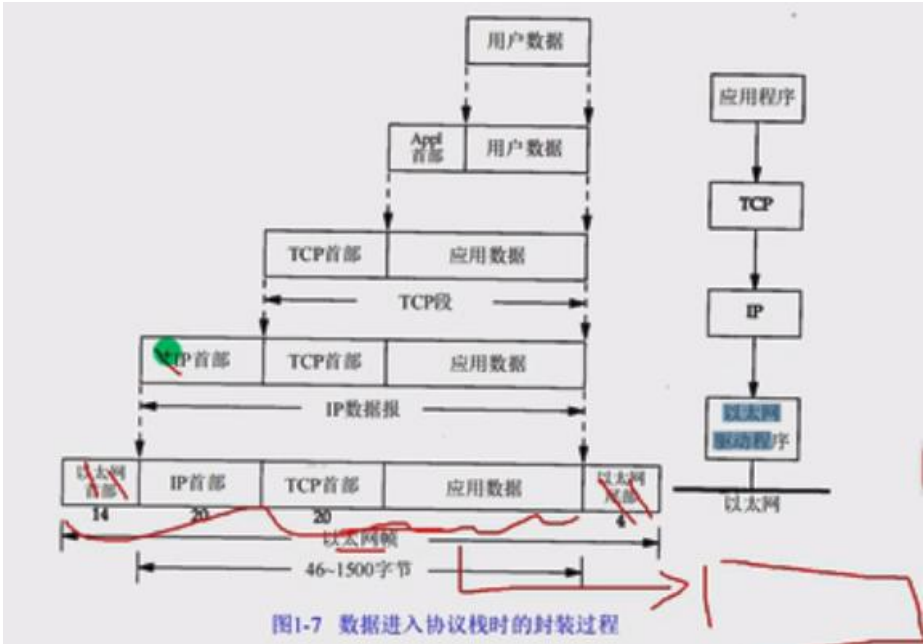 用户数据
Appl
首部
用户数据
应用程序
TCP首部
应用数据
TCP
TCP段
IP首部
TCP首部
应用数据
IP
IP数据报
以太网
驱动程序
以太网
首部
IP首部
TCP首部
应用数据
以太网
尾部
以太网
14
20
20
4
以太网帧
46~1500字节
图1-7 数据进入协议栈时的封装过程